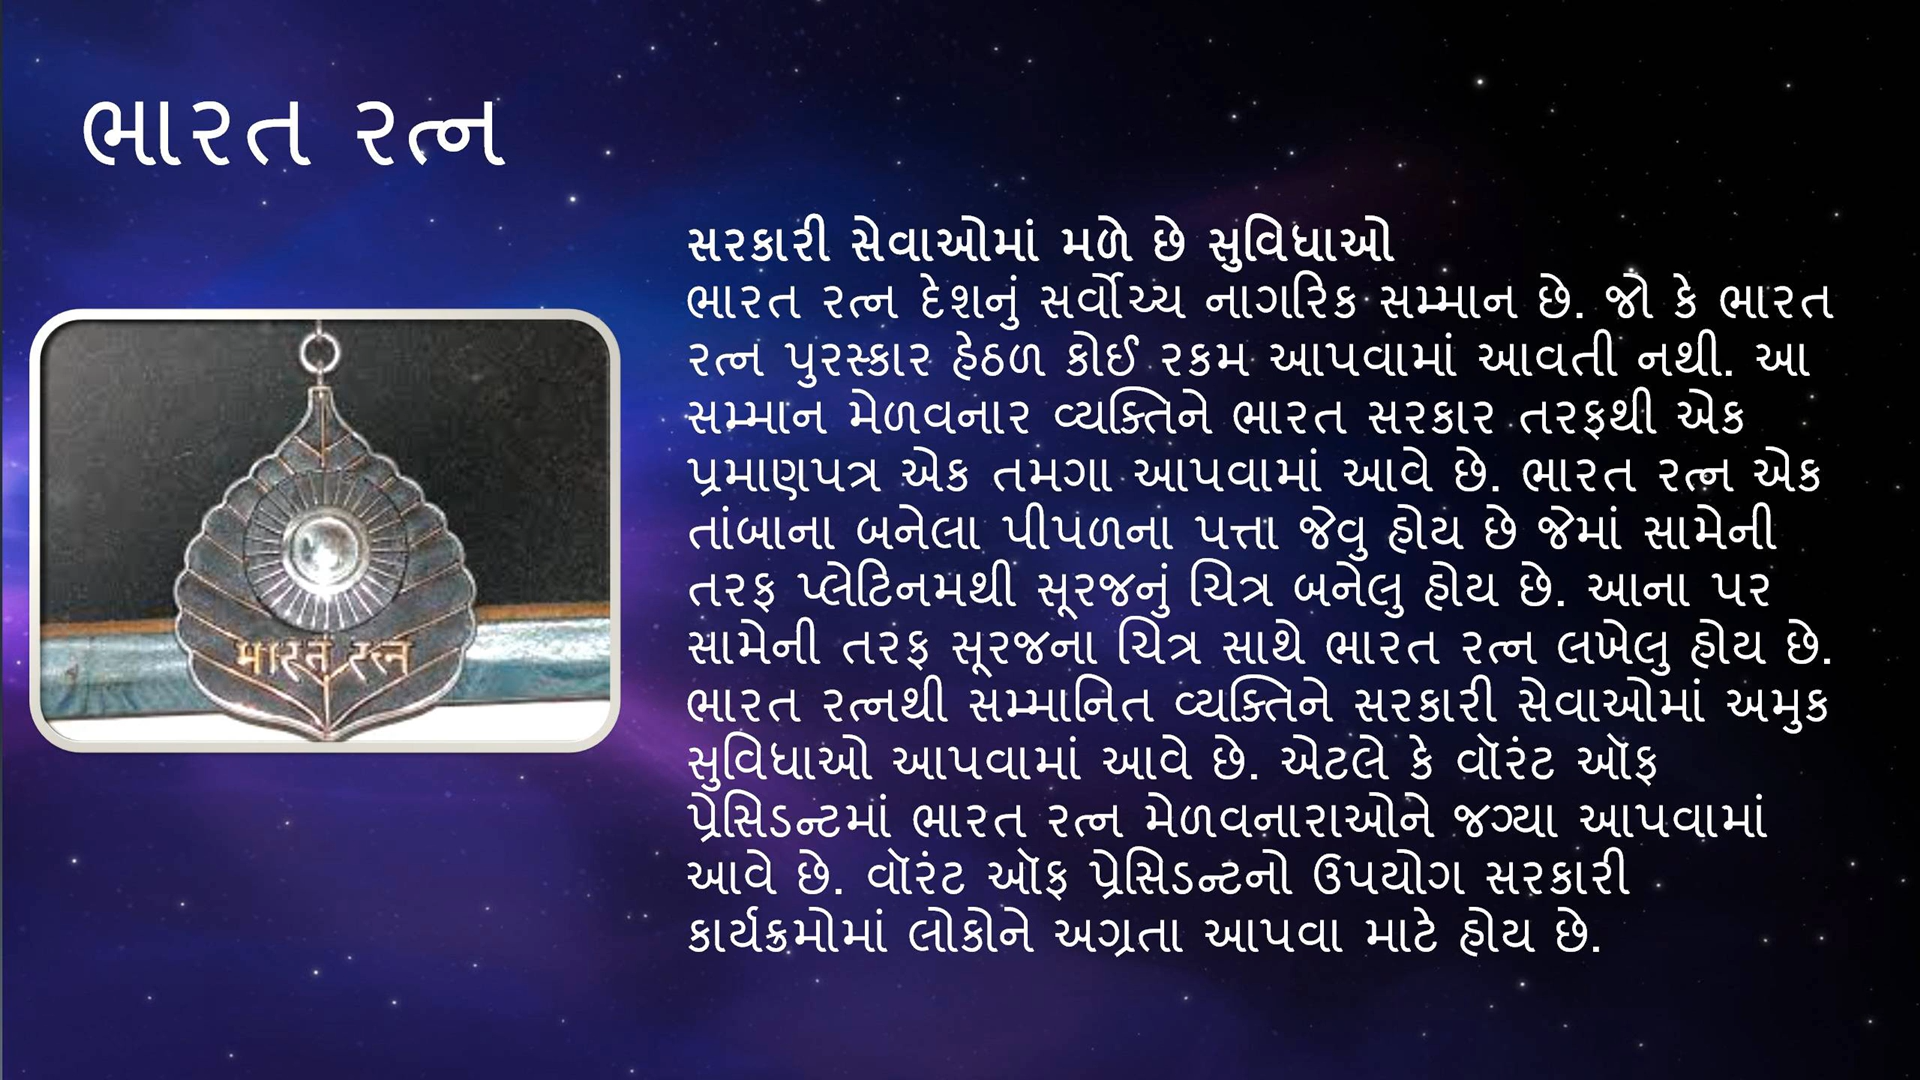 ભારત રત્ન
સરકારી સેવાઓમાં મળે છે સુવિધાઓ
ભારત રત્ન દેશનું સર્વોચ્ય નાગરિક સમ્માન છે. જો કે ભારત
રત્ન પુરસ્કાર હેઠળ કોઈ રકમ આપવામાં આવતી નથી. આ
સમ્માન મેળવનાર વ્યક્તિને ભારત સરકાર તરફથી એક
પ્રમાણપત્ર એક તમગા આપવામાં આવે છે. ભારત રત્ન એક
તાંબાના બનેલા પીપળના પત્તા જેવુ હોય છે જેમાં સામેની
તરફ પ્લેટિનમથી સૂરજનું ચિત્ર બનેલુ હોય છે. આના પર
સામેની તરફ સૂરજના ચિત્ર સાથે ભારત રત્ન લખેલુ હોય છે.
ભારત રત્નથી સમ્માનિત વ્યક્તિને સરકારી સેવાઓમાં અમુક
સુવિધાઓ આપવામાં આવે છે. એટલે કે વૉરંટ ઑફ
પ્રેસિડન્ટમાં ભારત રત્ન મેળવનારાઓને જગ્યા આપવામાં
આવે છે. વૉરંટ ઑફ પ્રેસિડન્ટનો ઉપયોગ સરકારી
કાર્યક્રમોમાં લોકોને અગ્રતા આપવા માટે હોય છે.
भारत रत्न